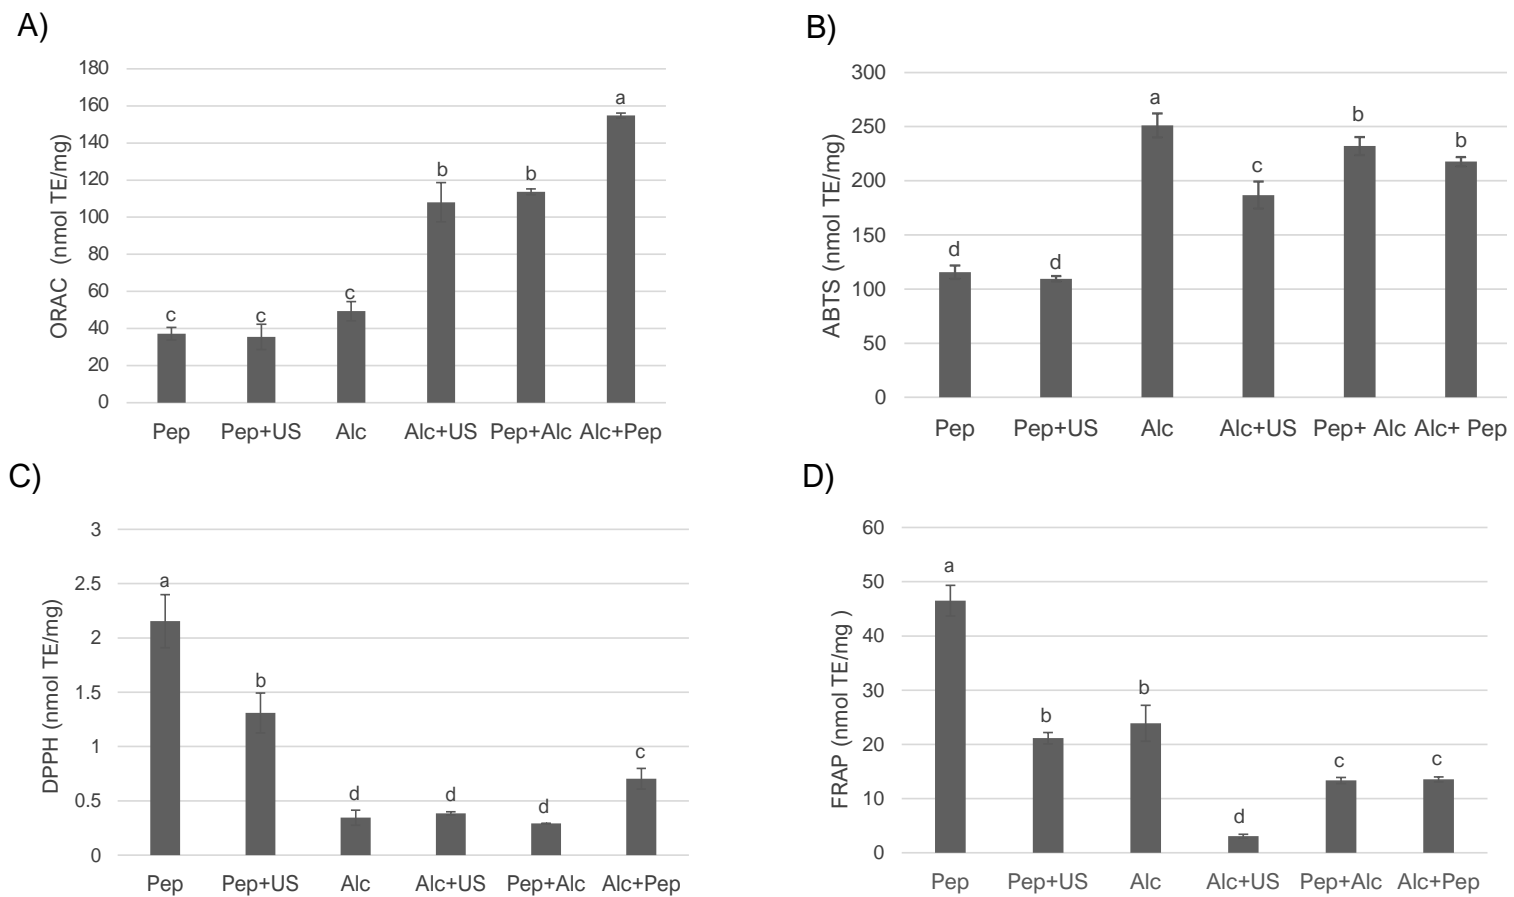 A)
180
160
140
120
100
80
60
40
20
0
ORAC (nmol TE/mg)
c c c b b a
Pep Pep+US Alc Alc+US Pep+Alc Alc+Pep
B)
300
250
200
150
100
50
0
ABTS (nmol TE/mg)
d d a c b b
Pep Pep+US Alc Alc+US Pep+ Alc Alc+ Pep
C)
3
2.5
2
1.5
1
0.5
0
DPPH (nmol TE/mg)
a b d d d c
Pep Pep+US Alc Alc+US Pep+Alc Alc+Pep
D)
60
50
40
30
20
10
0
FRAP (nmol TE/mg )
a b b d c c
Pep Pep+US Alc Alc+US Pep+Alc Alc+Pep